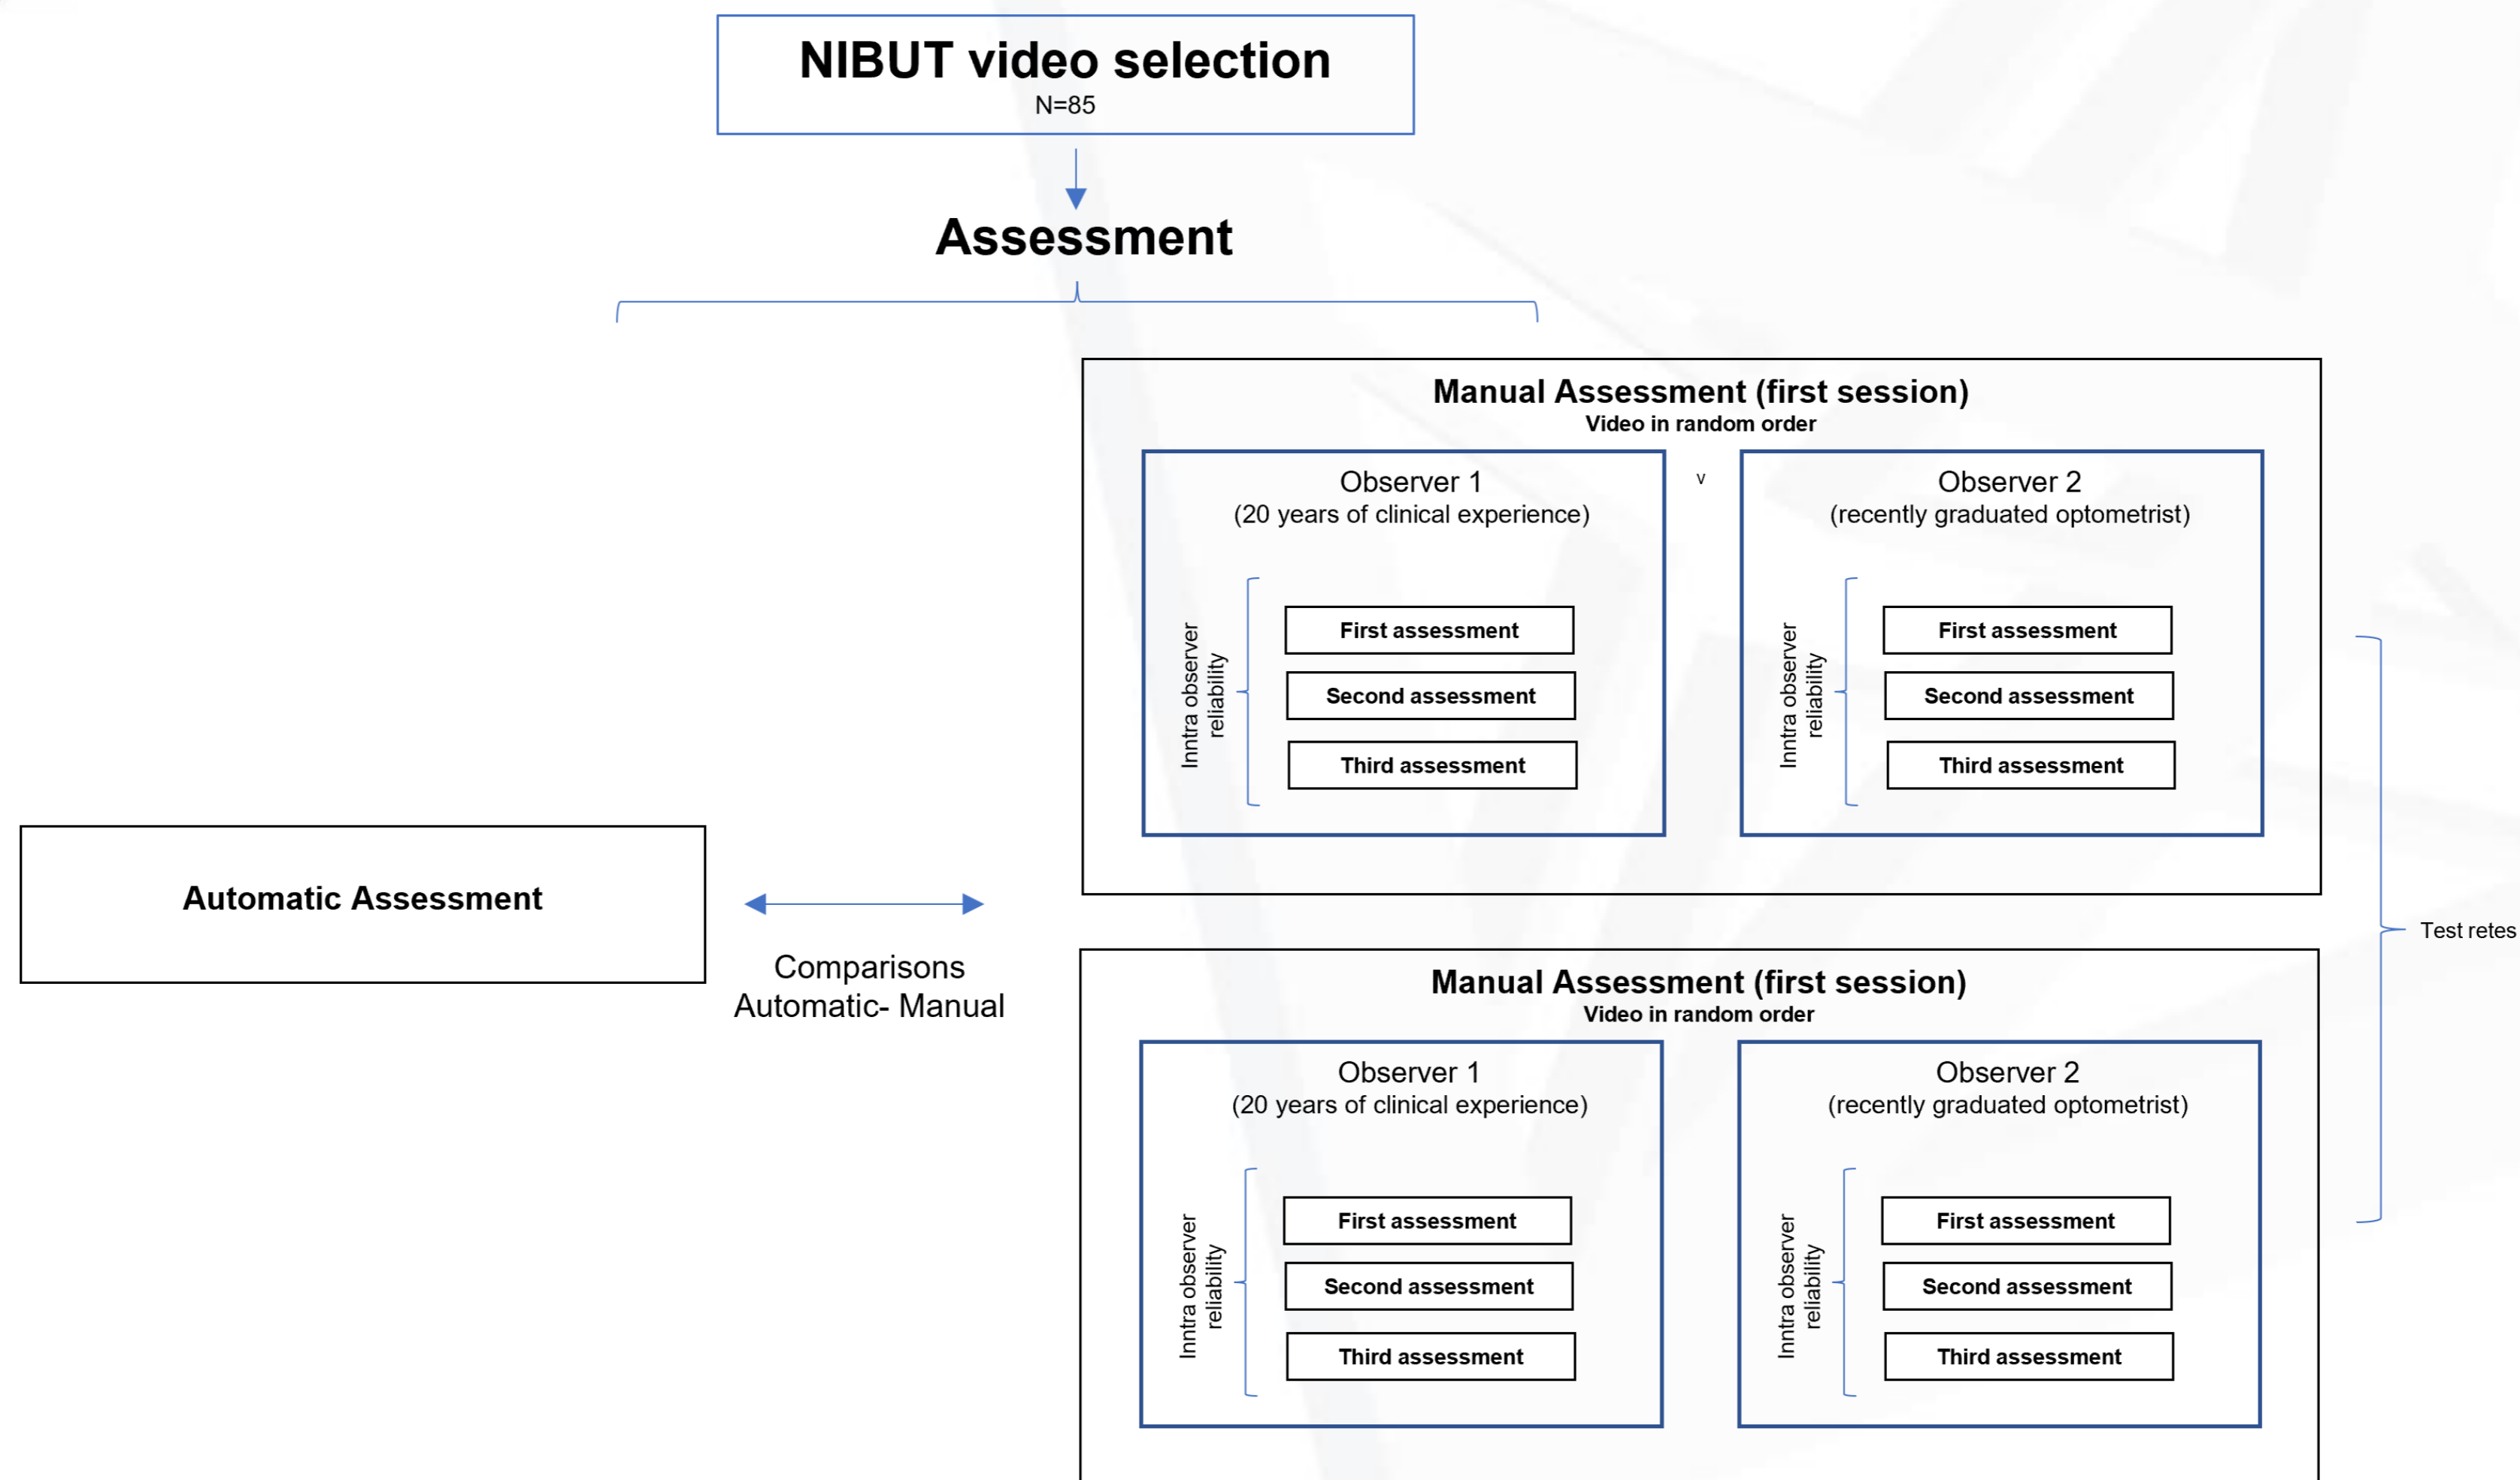 NIBUT video selection
N=85
Assessment
Manual Assessment (first session)
Video in random order
Observer 1
(20 years of clinical experience)
v
Observer 2
(recently graduated optometrist)
Inntra observer
reliability
First assessment
Second assessment
Third assessment
Inntra observer
reliability
First assessment
Second assessment
Third assessment
Automatic Assessment
Comparisons
Automatic- Manual
Test retes
Manual Assessment (first session)
Video in random order
Observer 1
(20 years of clinical experience)
Observer 2
(recently graduated optometrist)
Inntra observer
reliability
First assessment
Second assessment
Third assessment
Inntra observer
reliability
First assessment
Second assessment
Third assessment